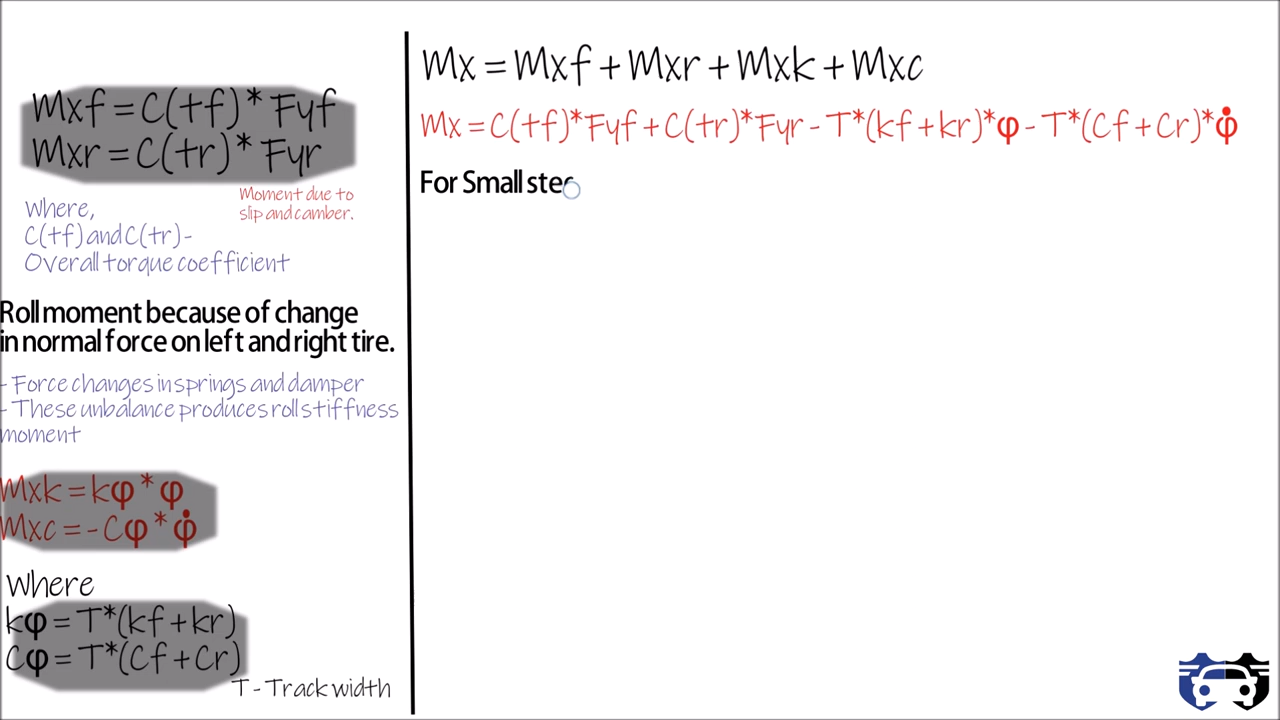 Mxf = C(tf)* Fyf
Mxr = C(tr)* Fyr
Moment due to
slip and camber.
Where,
C(tf) and C(tr) -
Overall torque coefficient
Roll moment because of change
in normal force on left and right tire.
- Force changes in springs and damper
- These unbalance produces roll stiffness
moment
Mxk = kφ * φ
Mxc = - Cφ * φ̇
Where
kφ = T*(kf + kr)
Cφ = T*(Cf + Cr)
T - Track width
Mx = Mxf + Mxr + Mxk + Mxc
Mx = C(tf)*Fyf + C(tr)*Fyr - T*(kf + kr)*φ - T*(Cf + Cr)*φ̇
For Small